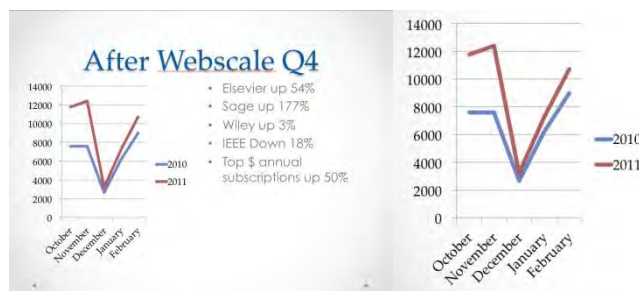 After Webscale Q4
14000
12000
10000
8000
6000
4000
2000
0
October
November
December
January
February
2010
2011
• Elsevier up 54%
• Sage up 177%
• Wiley up 3%
• IEEE Down 18%
• Top $ annual
subscriptions up 50%
14000
12000
10000
8000
6000
4000
2000
0
October
November
December
January
February
2010
2011